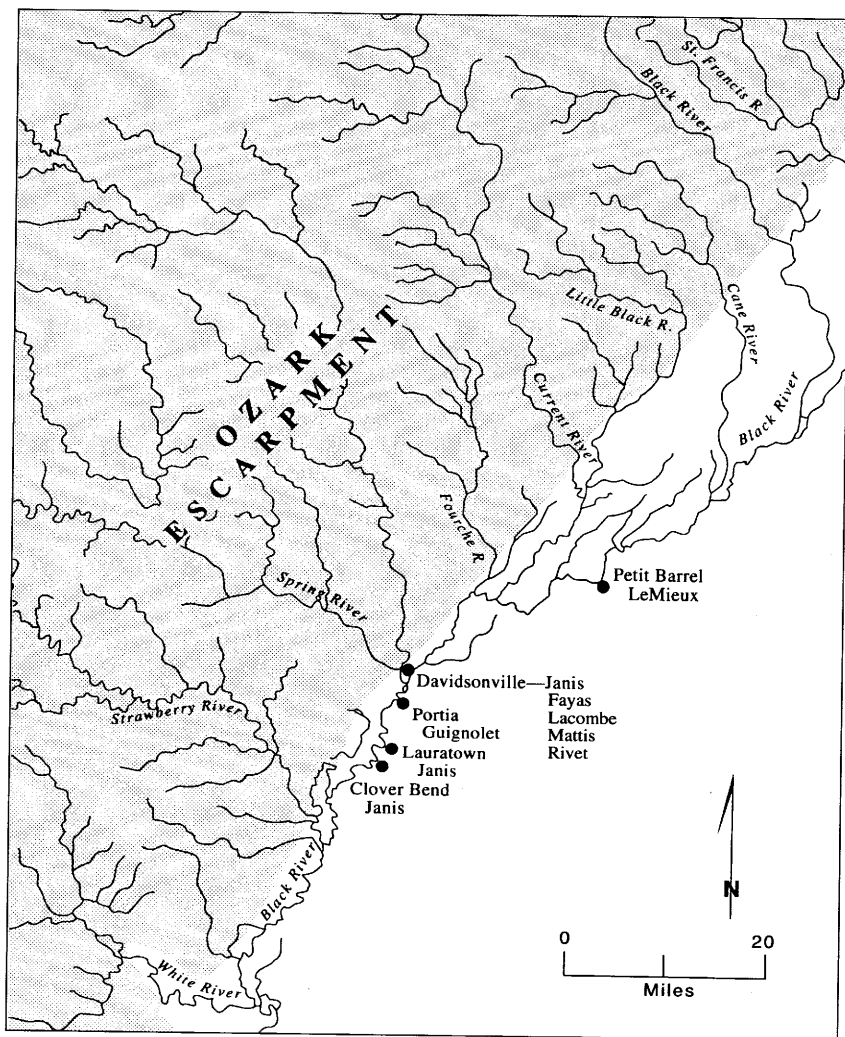 St. Francis R.
Black River
Cane River
Little Black R.
Black River
OZARK
ESCARPMENT
Current River
Fourche R.
Petit Barrel
LeMieux
Spring River
Davidsonville—Janis
Fayas
Lacombe
Mattis
Rivet
Portia
Guignolet
Strawberry River
Lauratown
Janis
Clover Bend
Janis
Black River
White River
N
0 20
Miles